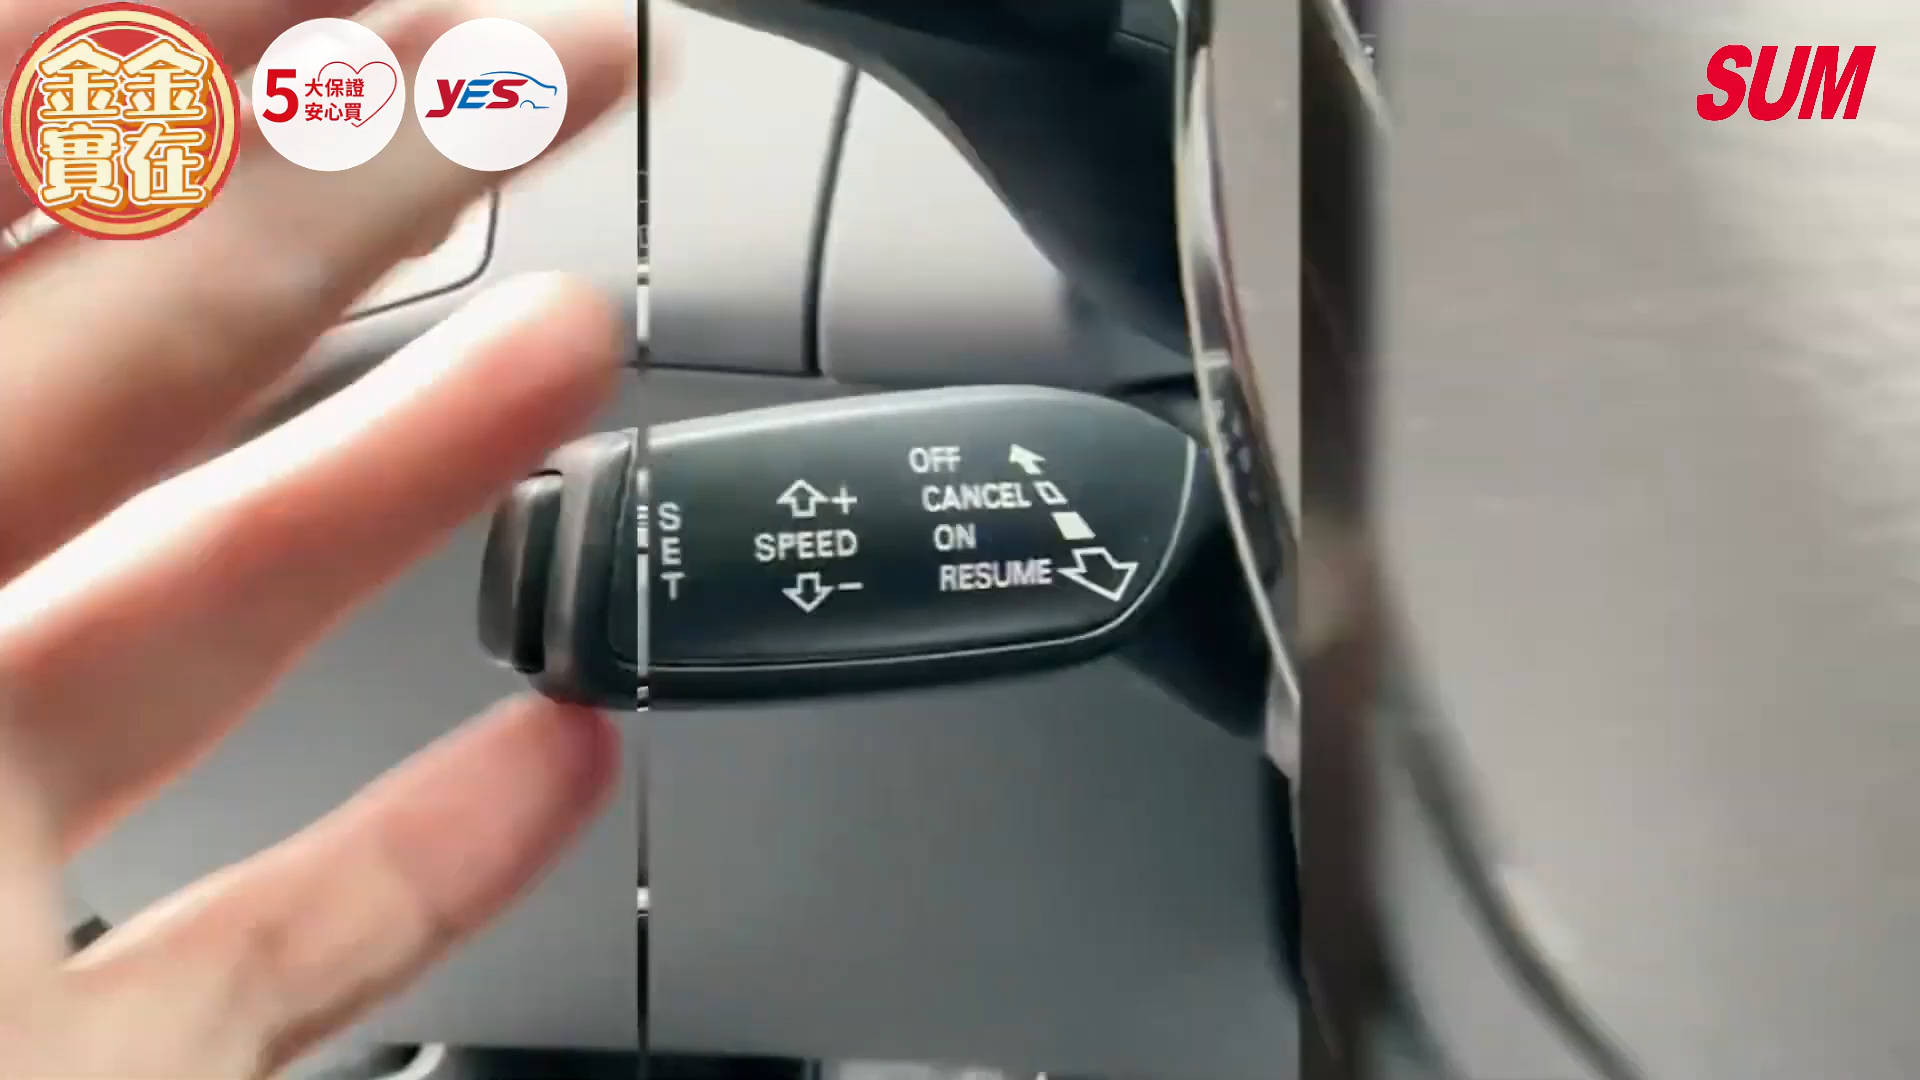 金金
實在
5大保證
安心買
YES
SUM
SET
+
SPEED
-
OFF
CANCEL
ON
RESUME